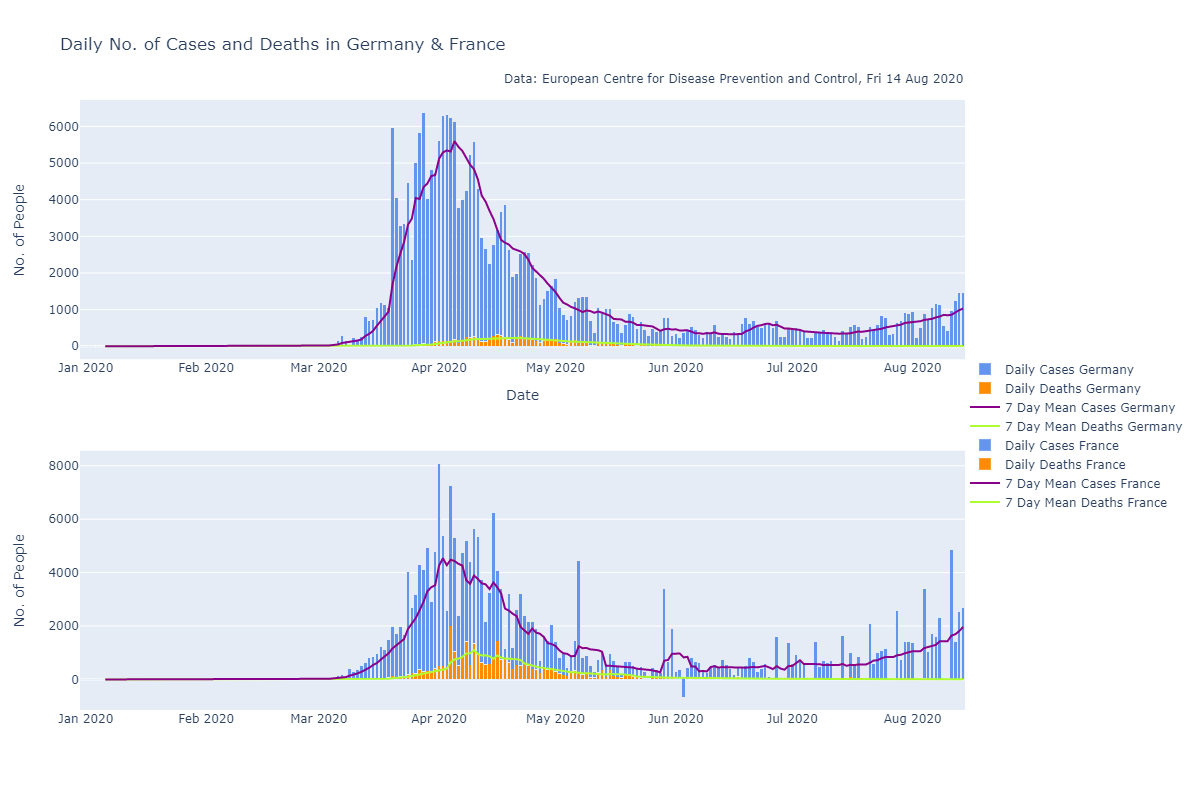 Daily No. of Cases and Deaths in Germany & France
Data: European Centre for Disease Prevention and Control, Fri 14 Aug 2020
No. of People
6000
5000
4000
3000
2000
1000
0
Jan 2020 Feb 2020 Mar 2020 Apr 2020 May 2020 Jun 2020 Jul 2020 Aug 2020
Date
Daily Cases Germany
Daily Deaths Germany
7 Day Mean Cases Germany
7 Day Mean Deaths Germany
Daily Cases France
Daily Deaths France
7 Day Mean Cases France
7 Day Mean Deaths France
No. of People
8000
6000
4000
2000
0
Jan 2020 Feb 2020 Mar 2020 Apr 2020 May 2020 Jun 2020 Jul 2020 Aug 2020